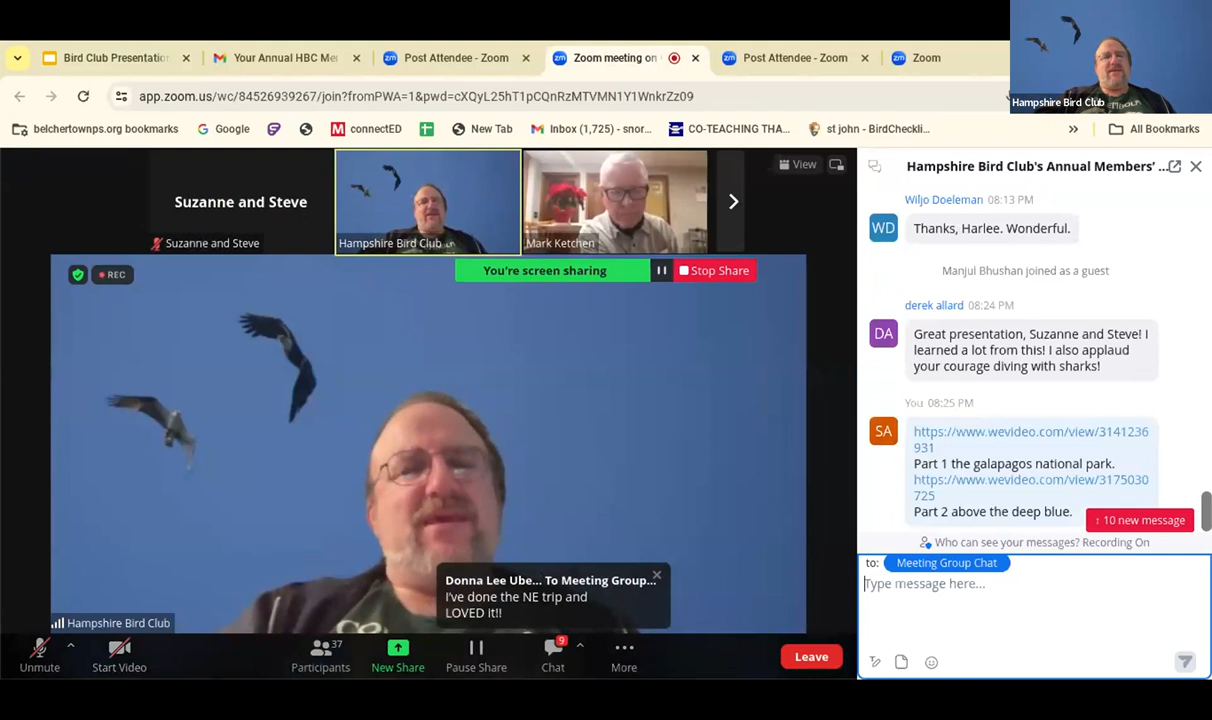 Bird Club Presentation
Your Annual HBC Me
Post Attendee - Zoom
Zoom meeting on
Post Attendee - Zoom
Zoom
Hampshire Bird Club
app.zoom.us/wc/84526939267/join?fromPWA=1&pwd=cXQyL25hT1pCQnRzMTVMN1Y1WnkrZz09
belchertownps.org bookmarks
Google
connectED
New Tab
Inbox (1,725) - snor...
CO-TEACHING THA...
st john - BirdCheckli...
All Bookmarks
Suzanne and Steve
Suzanne and Steve
Hampshire Bird Club
Mark Ketchen
View
REC
You're screen sharing
Stop Share
Donna Lee Ube... To Meeting Group...
I've done the NE trip and
LOVED it!!
Hampshire Bird Club
Unmute
Start Video
37
Participants
New Share
Pause Share
9
Chat
More
Leave
Hampshire Bird Club's Annual Members' ...
Wiljo Doeleman 08:13 PM
WD
Thanks, Harlee. Wonderful.
Manjul Bhushan joined as a guest
derek allard 08:24 PM
DA
Great presentation, Suzanne and Steve! I
learned a lot from this! I also applaud
your courage diving with sharks!
You 08:25 PM
SA
https://www.wevideo.com/view/3141236
931
Part 1 the galapagos national park.
https://www.wevideo.com/view/3175030
725
Part 2 above the deep blue.
↑ 10 new message
Who can see your messages? Recording On
to: Meeting Group Chat
Type message here...